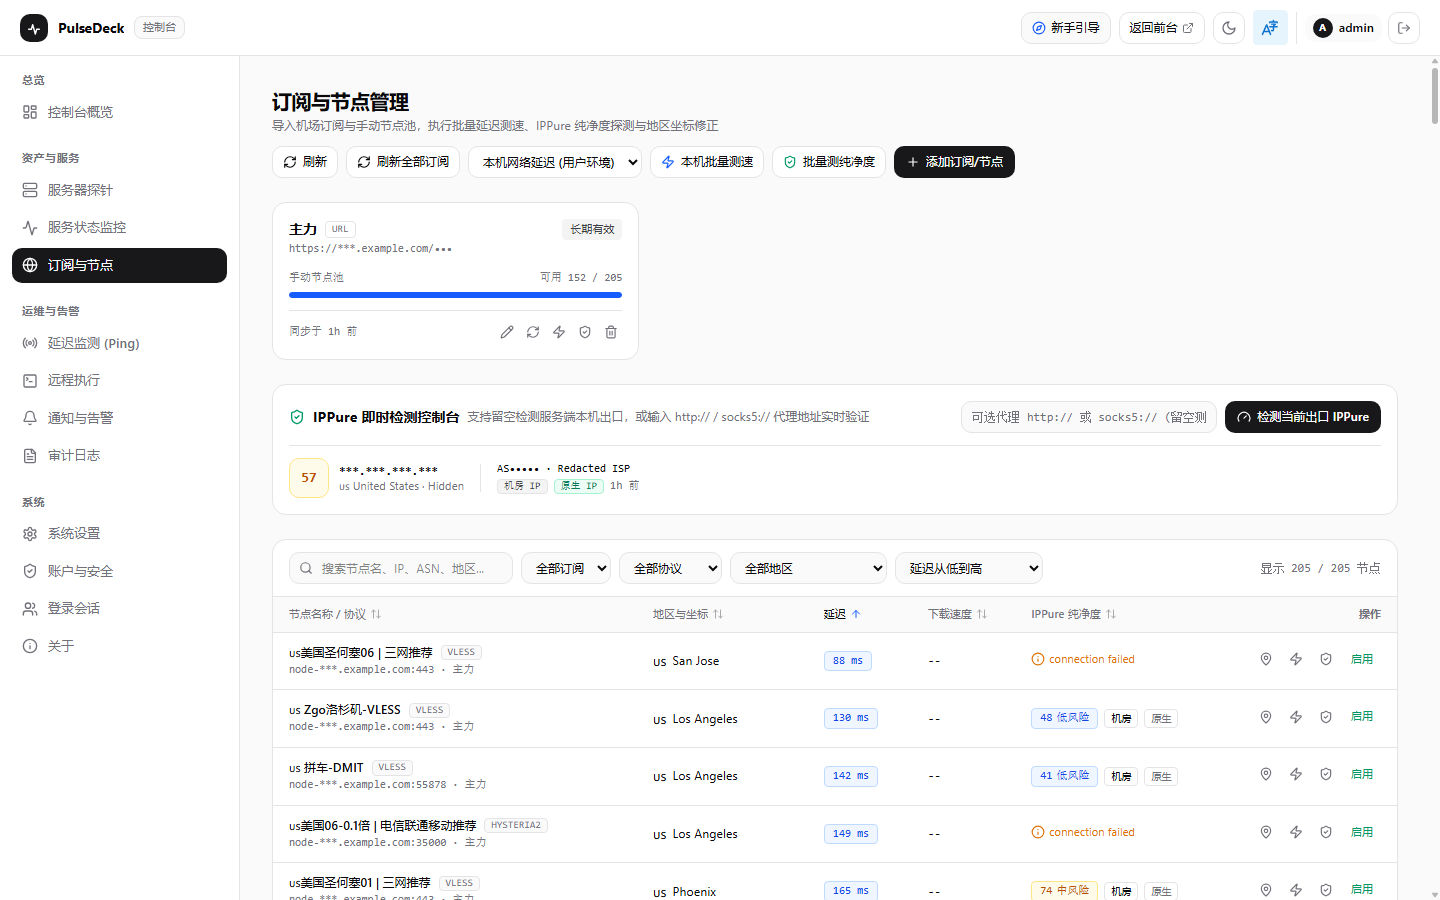 PulseDeck 控制台
新手引导 返回前台 A admin
总览
控制台概览
资产与服务
服务器探针
服务状态监控
订阅与节点
运维与告警
延迟监测 (Ping)
远程执行
通知与告警
审计日志
系统
系统设置
账户与安全
登录会话
关于
订阅与节点管理
导入机场订阅与手动节点池，执行批量延迟测速、IPPure 纯净度探测与地区坐标修正
刷新 刷新全部订阅 本机网络延迟 (用户环境) 本机批量测速 批量测纯净度 添加订阅/节点
主力 URL 长期有效
https://***.example.com/•••
手动节点池 可用 152 / 205
同步于 1h 前
IPPure 即时检测控制台 支持留空检测服务端本机出口，或输入 http:// / socks5:// 代理地址实时验证 可选代理 http:// 或 socks5:// (留空测 检测当前出口 IPPure
57 ***.***.***.*** AS••••• · Redacted ISP
us United States · Hidden 机房 IP 原生 IP 1h 前
搜索节点名、IP、ASN、地区... 全部订阅 全部协议 全部地区 延迟从低到高 显示 205 / 205 节点
节点名称 / 协议 地区与坐标 延迟 下载速度 IPPure 纯净度 操作
us美国圣何塞06 | 三网推荐 VLESS
node-***.example.com:443 · 主力 us San Jose 88 ms -- connection failed 启用
us Zgo洛杉矶-VLESS VLESS
node-***.example.com:443 · 主力 us Los Angeles 130 ms -- 48 低风险 机房 原生 启用
us 拼车-DMIT VLESS
node-***.example.com:55878 · 主力 us Los Angeles 142 ms -- 41 低风险 机房 原生 启用
us美国06-0.1倍 | 电信联通移动推荐 HYSTERIA2
node-***.example.com:35000 · 主力 us Los Angeles 149 ms -- connection failed 启用
us美国圣何塞01 | 三网推荐 VLESS
node-***.example.com:443 · 主力 us Phoenix 165 ms -- 74 中风险 机房 原生 启用